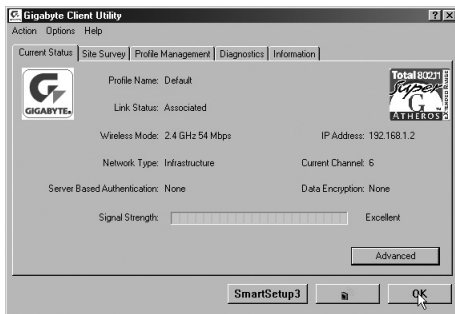 Gigabyte Client Utility
Action Options Help
Current Status Site Survey Profile Management Diagnostics Information
GIGABYTE
Profile Name: Default
Total 802.11
Super G
ATHEROS
Link Status: Associated
Wireless Mode: 2.4 GHz 54 Mbps IP Address: 192.168.1.2
Network Type: Infrastructure Current Channel: 6
Server Based Authentication: None Data Encryption: None
Signal Strength: Excellent
Advanced
SmartSetup3 OK